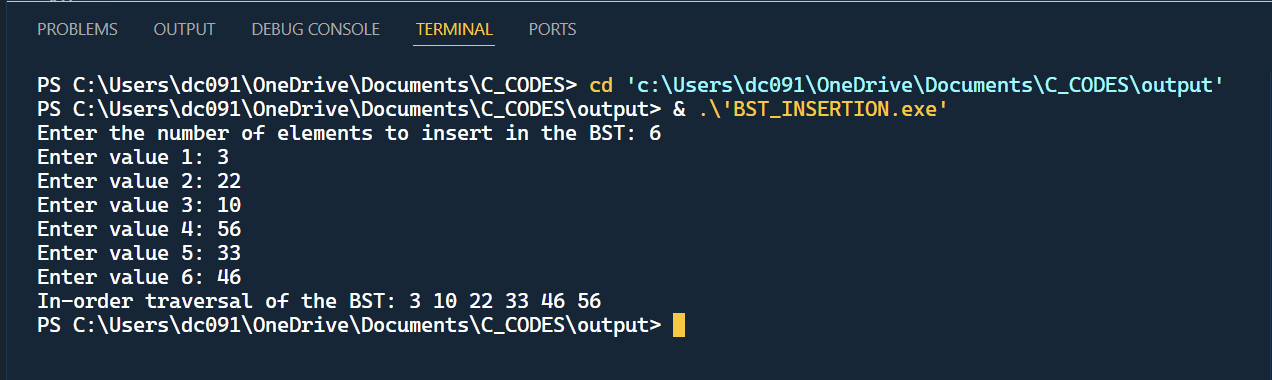 PROBLEMS OUTPUT DEBUG CONSOLE TERMINAL PORTS
PS C:\Users\dc091\OneDrive\Documents\C_CODES> cd 'c:\Users\dc091\OneDrive\Documents\C_CODES\output'
PS C:\Users\dc091\OneDrive\Documents\C_CODES\output> & .\'BST_INSERTION.exe'
Enter the number of elements to insert in the BST: 6
Enter value 1: 3
Enter value 2: 22
Enter value 3: 10
Enter value 4: 56
Enter value 5: 33
Enter value 6: 46
In-order traversal of the BST: 3 10 22 33 46 56
PS C:\Users\dc091\OneDrive\Documents\C_CODES\output>